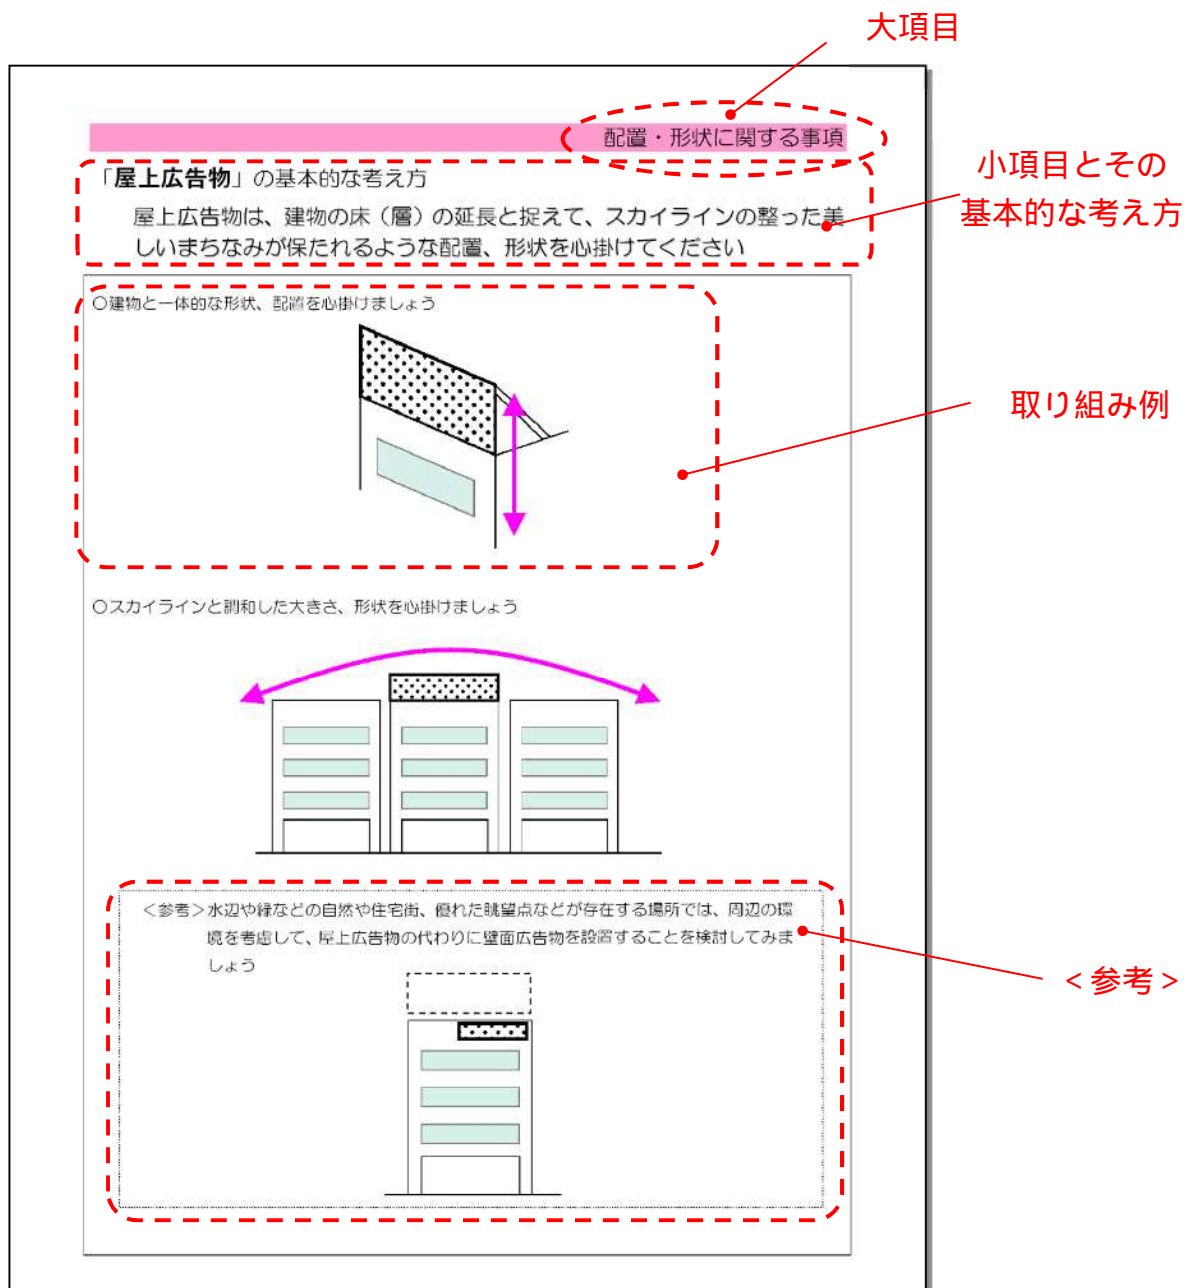 大項目
配置・形状に関する事項
「屋上広告物」の基本的な考え方
屋上広告物は、建物の床（層）の延長と捉えて、スカイラインの整った美
しいまちなみが保たれるような配置、形状を心掛けてください
小項目とその
基本的な考え方
○建物と一体的な形状、配置を心掛けましょう
取り組み例
○スカイラインと調和した大きさ、形状を心掛けましょう
＜参考＞水辺や緑などの自然や住宅街、優れた眺望点などが存在する場所では、周辺の環
境を考慮して、屋上広告物の代わりに壁面広告物を設置することを検討してみま
しょう
＜参考＞